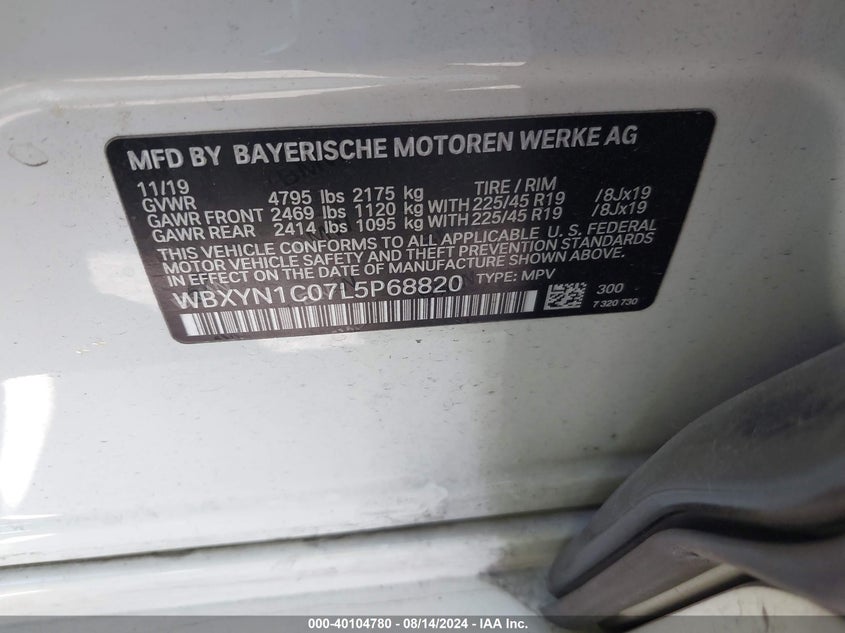 MFD BY BAYERISCHE MOTOREN WERKE AG
11/19 TIRE / RIM
GVWR 4795 lbs 2175 kg
GAWR FRONT 2469 lbs 1120 kg WITH 225/45 R19 /8Jx19
GAWR REAR 2414 lbs 1095 kg WITH 225/45 R19 /8Jx19
THIS VEHICLE CONFORMS TO ALL APPLICABLE U. S. FEDERAL
MOTOR VEHICLE SAFETY AND THEFT PREVENTION STANDARDS
IN EFFECT ON THE DATE OF MANUFACTURE SHOWN ABOVE.
WBXYN1C07L5P68820 TYPE: MPV
300
7 320 730
000-40104780 - 08/14/2024 - IAA Inc.